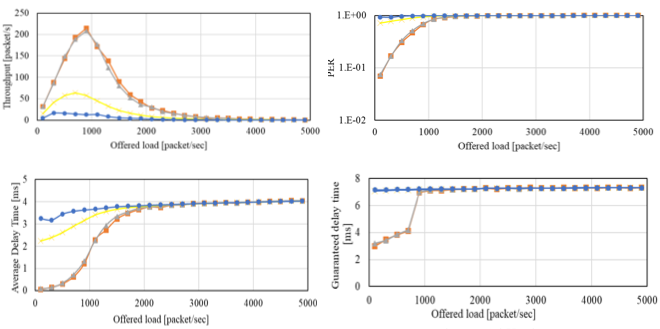 Throughput [packet/s]
250
200
150
100
50
0
0 1000 2000 3000 4000 5000
Offered load [packet/sec]
PER
1.E+00
1.E-01
1.E-02
0 1000 2000 3000 4000 5000
Offered load [packet/sec]
Average Delay Time [ms]
5
4
3
2
1
0
0 1000 2000 3000 4000 5000
Offered load [packet/sec]
Guaranteed delay time
[ms]
8
6
4
2
0
0 1000 2000 3000 4000 5000
Offered load [packet/sec]